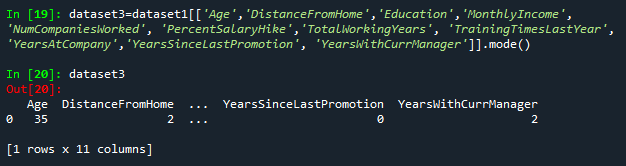 In [19]: dataset3=dataset1[['Age','DistanceFromHome','Education','MonthlyIncome',
'NumCompaniesWorked', 'PercentSalaryHike','TotalWorkingYears', 'TrainingTimesLastYear',
'YearsAtCompany','YearsSinceLastPromotion', 'YearsWithCurrManager']].mode()
In [20]: dataset3
Out[20]:
Age DistanceFromHome ... YearsSinceLastPromotion YearsWithCurrManager
0 35 2 ... 0 2
[1 rows x 11 columns]